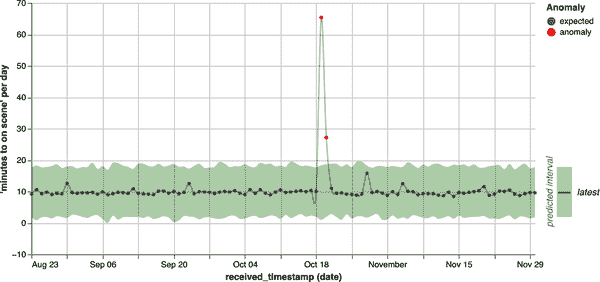 Anomaly
expected
anomaly
70
60
50
40
30
20
10
0
−10
'minutes to on scene' per day
Aug 23
Sep 06
Sep 20
Oct 04
Oct 18
November
Nov 15
Nov 29
received_timestamp (date)
predicted interval
latest